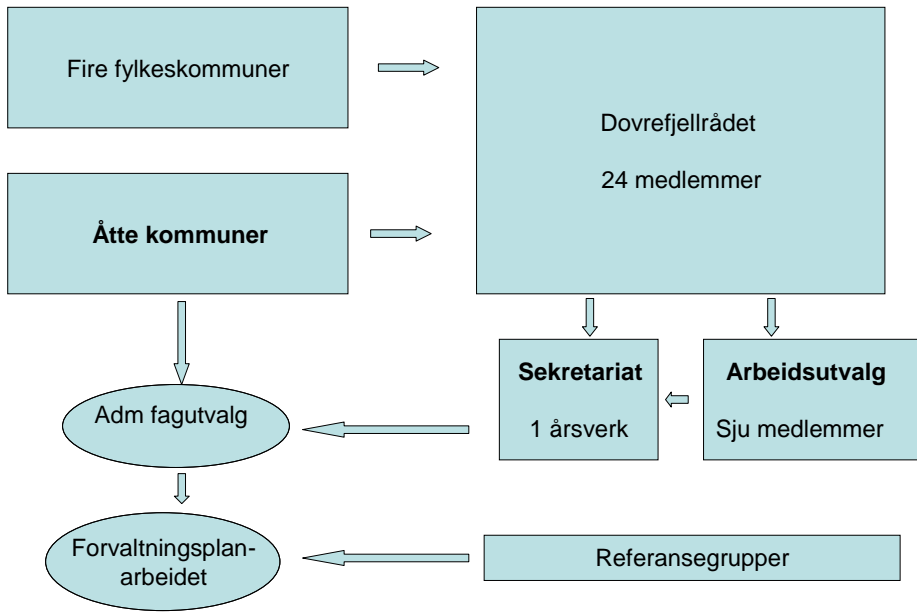 Fire fylkeskommuner
Dovrefjellrådet
24 medlemmer
Åtte kommuner
Sekretariat
1 årsverk
Arbeidsutvalg
Sju medlemmer
Adm fagutvalg
Forvaltningsplan-
arbeidet
Referansegrupper